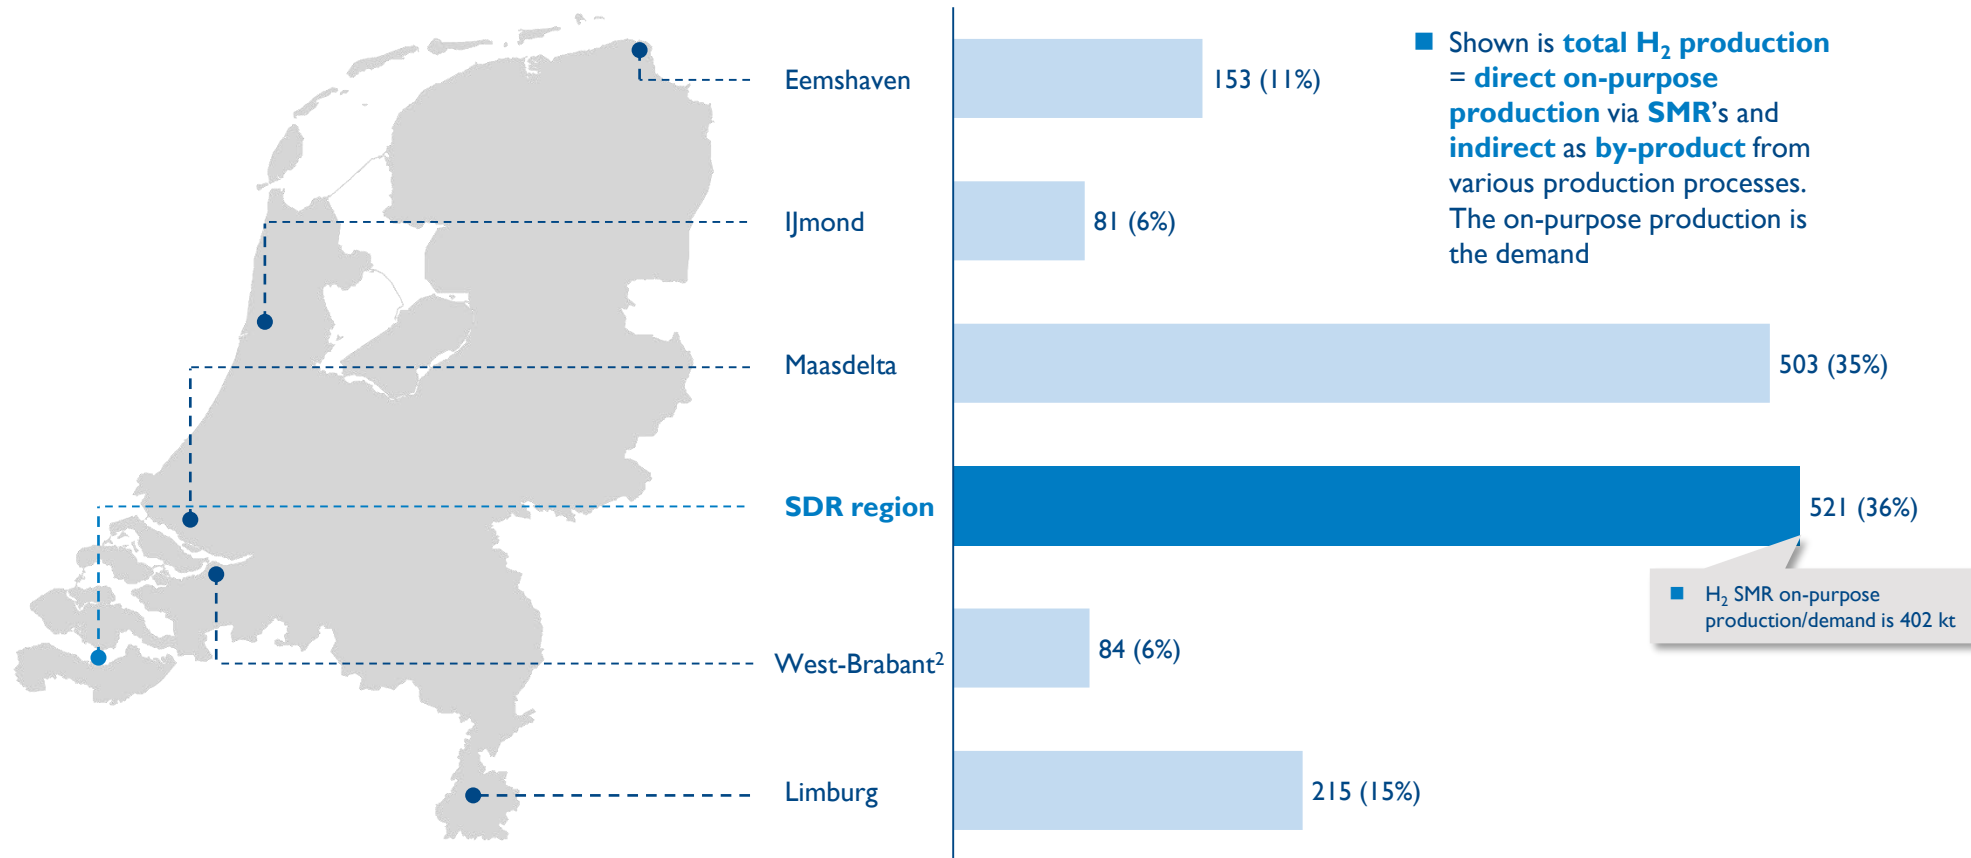 Eemshaven
153 (11%)
IJmond
81 (6%)
Maasdelta
503 (35%)
SDR region
521 (36%)
West-Brabant²
84 (6%)
Limburg
215 (15%)
■ Shown is total H₂ production
= direct on-purpose
production via SMR's and
indirect as by-product from
various production processes.
The on-purpose production is
the demand
■ H₂ SMR on-purpose
production/demand is 402 kt